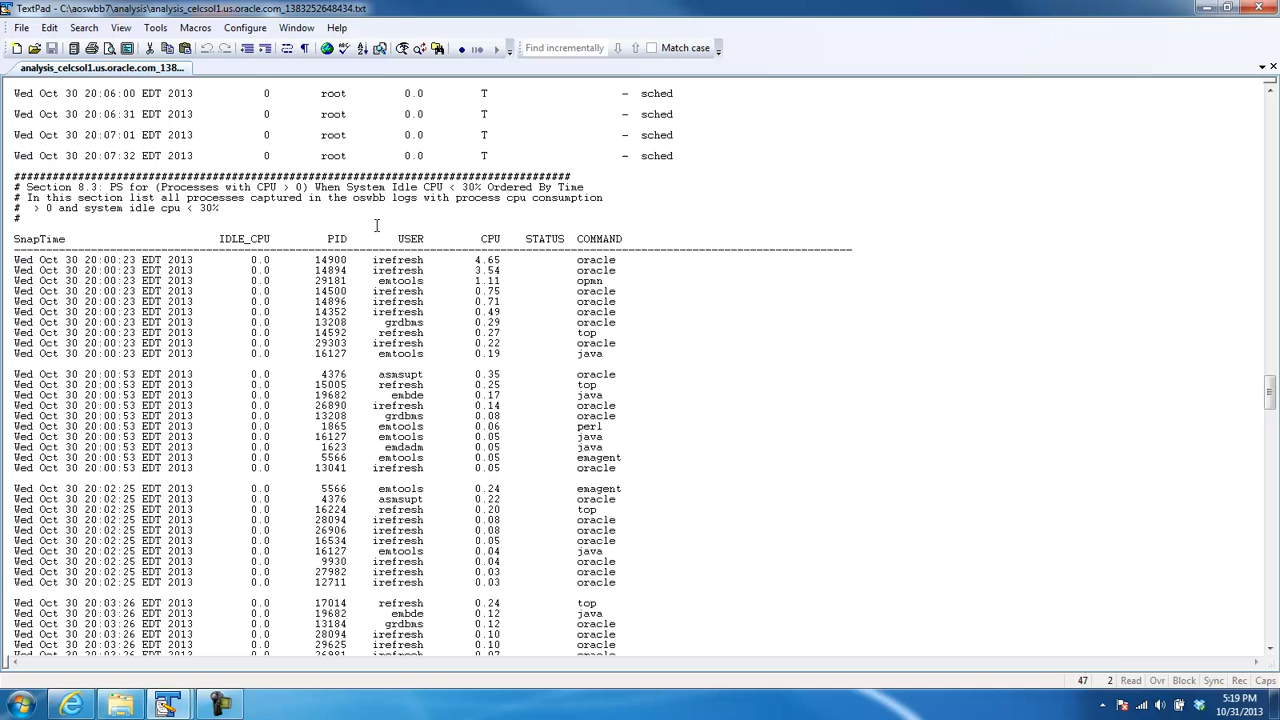 TextPad - C:\aoswbb7\analysis\analysis_celcsol1.us.oracle.com_1383252648434.txt
File Edit Search View Tools Macros Configure Window Help
Find incrementally Match case
analysis_celcsol1.us.oracle.com_138...
Wed Oct 30 20:06:00 EDT 2013 0 root 0.0 T - sched
Wed Oct 30 20:06:31 EDT 2013 0 root 0.0 T - sched
Wed Oct 30 20:07:01 EDT 2013 0 root 0.0 T - sched
Wed Oct 30 20:07:32 EDT 2013 0 root 0.0 T - sched
#######################################################################################
# Section 8.3: PS for (Processes with CPU > 0) When System Idle CPU < 30% Ordered By Time
# In this section list all processes captured in the oswbb logs with process cpu consumption
# > 0 and system idle cpu < 30%
#
SnapTime IDLE_CPU PID USER CPU STATUS COMMAND
-----------------------------------------------------------------------------------------------------------------------------------
Wed Oct 30 20:00:23 EDT 2013 0.0 14900 irefresh 4.65 oracle
Wed Oct 30 20:00:23 EDT 2013 0.0 14894 irefresh 3.54 oracle
Wed Oct 30 20:00:23 EDT 2013 0.0 29181 emtools 1.11 opmn
Wed Oct 30 20:00:23 EDT 2013 0.0 14500 irefresh 0.75 oracle
Wed Oct 30 20:00:23 EDT 2013 0.0 14896 irefresh 0.71 oracle
Wed Oct 30 20:00:23 EDT 2013 0.0 14352 irefresh 0.49 oracle
Wed Oct 30 20:00:23 EDT 2013 0.0 13208 grdbms 0.29 oracle
Wed Oct 30 20:00:23 EDT 2013 0.0 14592 refresh 0.27 top
Wed Oct 30 20:00:23 EDT 2013 0.0 29303 irefresh 0.22 oracle
Wed Oct 30 20:00:23 EDT 2013 0.0 16127 emtools 0.19 java
Wed Oct 30 20:00:53 EDT 2013 0.0 4376 asmsupt 0.35 oracle
Wed Oct 30 20:00:53 EDT 2013 0.0 15005 refresh 0.25 top
Wed Oct 30 20:00:53 EDT 2013 0.0 19682 embde 0.17 java
Wed Oct 30 20:00:53 EDT 2013 0.0 26890 irefresh 0.14 oracle
Wed Oct 30 20:00:53 EDT 2013 0.0 13208 grdbms 0.08 oracle
Wed Oct 30 20:00:53 EDT 2013 0.0 1865 emtools 0.06 perl
Wed Oct 30 20:00:53 EDT 2013 0.0 16127 emtools 0.05 java
Wed Oct 30 20:00:53 EDT 2013 0.0 1623 emdadm 0.05 java
Wed Oct 30 20:00:53 EDT 2013 0.0 5566 emtools 0.05 emagent
Wed Oct 30 20:00:53 EDT 2013 0.0 13041 irefresh 0.05 oracle
Wed Oct 30 20:02:25 EDT 2013 0.0 5566 emtools 0.24 emagent
Wed Oct 30 20:02:25 EDT 2013 0.0 4376 asmsupt 0.22 oracle
Wed Oct 30 20:02:25 EDT 2013 0.0 16224 refresh 0.20 top
Wed Oct 30 20:02:25 EDT 2013 0.0 28094 irefresh 0.08 oracle
Wed Oct 30 20:02:25 EDT 2013 0.0 26906 irefresh 0.08 oracle
Wed Oct 30 20:02:25 EDT 2013 0.0 16534 irefresh 0.05 oracle
Wed Oct 30 20:02:25 EDT 2013 0.0 16127 emtools 0.04 java
Wed Oct 30 20:02:25 EDT 2013 0.0 9930 irefresh 0.04 oracle
Wed Oct 30 20:02:25 EDT 2013 0.0 27982 irefresh 0.03 oracle
Wed Oct 30 20:02:25 EDT 2013 0.0 12711 irefresh 0.03 oracle
Wed Oct 30 20:03:26 EDT 2013 0.0 17014 refresh 0.24 top
Wed Oct 30 20:03:26 EDT 2013 0.0 19682 embde 0.12 java
Wed Oct 30 20:03:26 EDT 2013 0.0 13184 grdbms 0.12 oracle
Wed Oct 30 20:03:26 EDT 2013 0.0 28094 irefresh 0.10 oracle
Wed Oct 30 20:03:26 EDT 2013 0.0 29625 irefresh 0.10 oracle
Wed Oct 30 20:03:26 EDT 2013 0.0 26981 irefresh 0.07 oracle
47 2 Read Ovr Block Sync Rec Caps
5:19 PM
10/31/2013